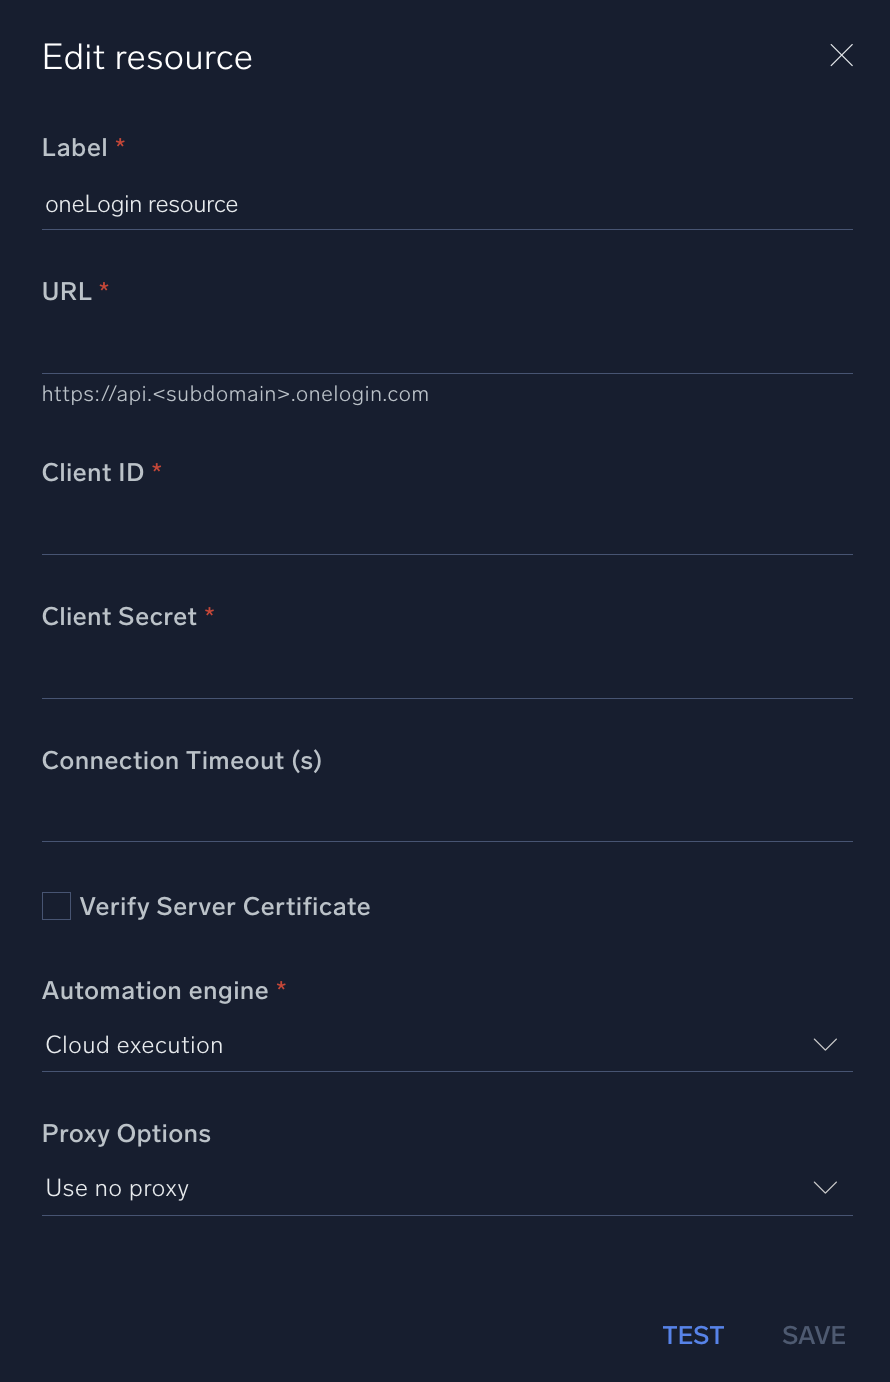 Edit resource
Label *
oneLogin resource
URL *
https://api.<subdomain>.onelogin.com
Client ID *
Client Secret *
Connection Timeout (s)
Verify Server Certificate
Automation engine *
Cloud execution
Proxy Options
Use no proxy
TEST SAVE